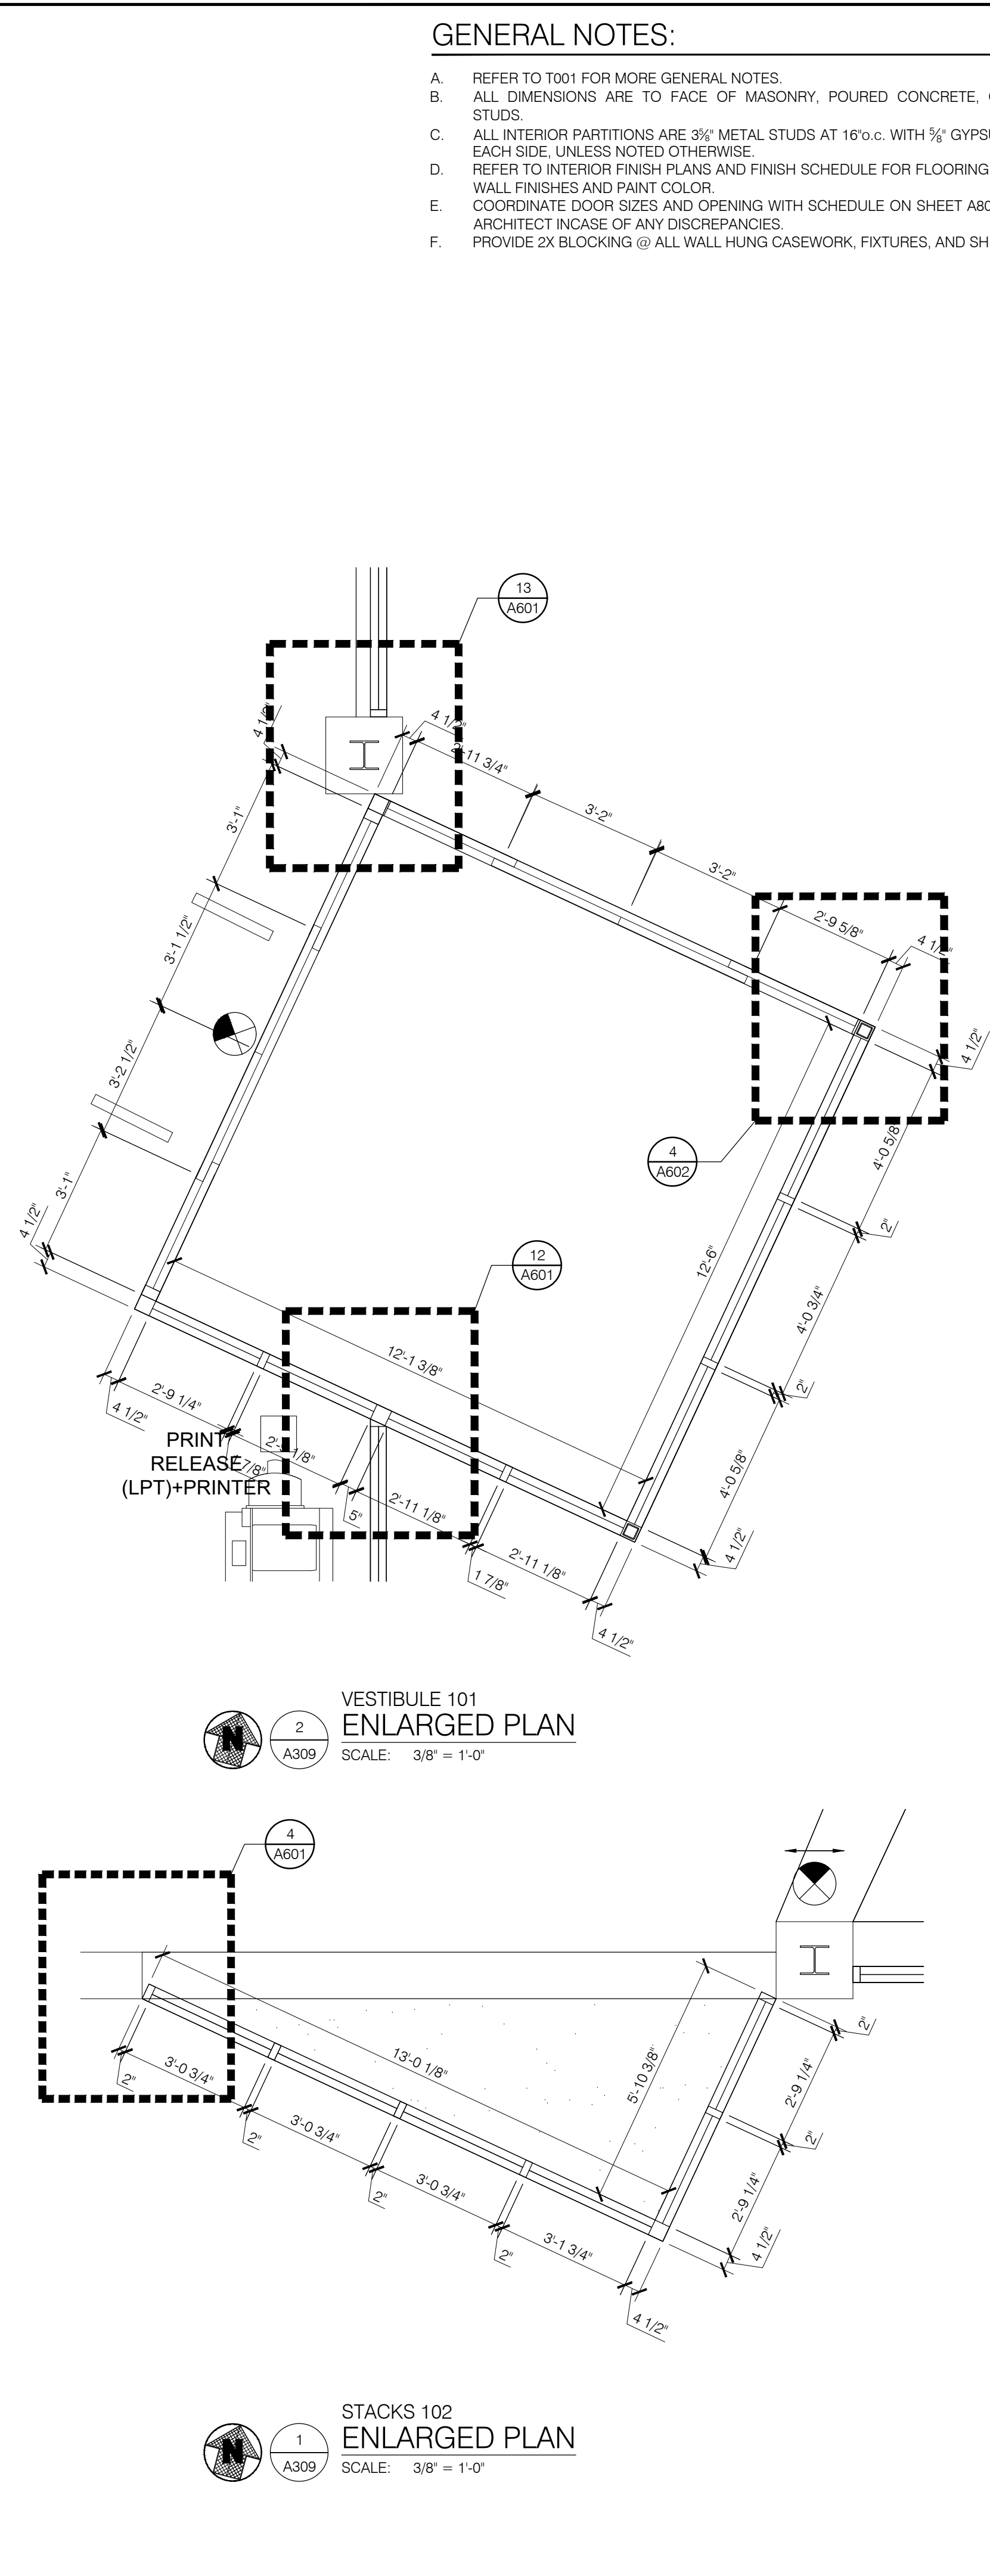 GENERAL NOTES:
A. REFER TO T001 FOR MORE GENERAL NOTES.
B. ALL DIMENSIONS ARE TO FACE OF MASONRY, POURED CONCRETE,
STUDS.
C. ALL INTERIOR PARTITIONS ARE 3⅝" METAL STUDS AT 16"o.c. WITH ⅝" GYPS
EACH SIDE, UNLESS NOTED OTHERWISE.
D. REFER TO INTERIOR FINISH PLANS AND FINISH SCHEDULE FOR FLOORING
WALL FINISHES AND PAINT COLOR.
E. COORDINATE DOOR SIZES AND OPENING WITH SCHEDULE ON SHEET A80
ARCHITECT INCASE OF ANY DISCREPANCIES.
F. PROVIDE 2X BLOCKING @ ALL WALL HUNG CASEWORK, FIXTURES, AND SH
13
A601
4 1/2"
4 1/2"
2'-11 3/4"
3'-2"
3'-2"
2'-9 5/8"
4 1/2"
4 1/2"
3'-1"
3'-1 1/2"
3'-2 1/2"
3'-1"
4 1/2"
4
A602
4'-0 5/8"
2"
12'-6"
4'-0 3/4"
2"
4'-0 5/8"
4 1/2"
12
A601
12'-1 3/8"
2'-9 1/4"
4 1/2"
PRINT
RELEASE
(LPT)+PRINTER
7/8"
1/8"
5"
2'-11 1/8"
1 7/8"
2'-11 1/8"
4 1/2"
N
2
A309
VESTIBULE 101
ENLARGED PLAN
SCALE: 3/8" = 1'-0"
4
A601
2"
3'-0 3/4"
2"
3'-0 3/4"
2"
3'-0 3/4"
2"
3'-1 3/4"
4 1/2"
13'-0 1/8"
5'-10 3/8"
2"
2'-9 1/4"
2"
2'-9 1/4"
4 1/2"
N
1
A309
STACKS 102
ENLARGED PLAN
SCALE: 3/8" = 1'-0"